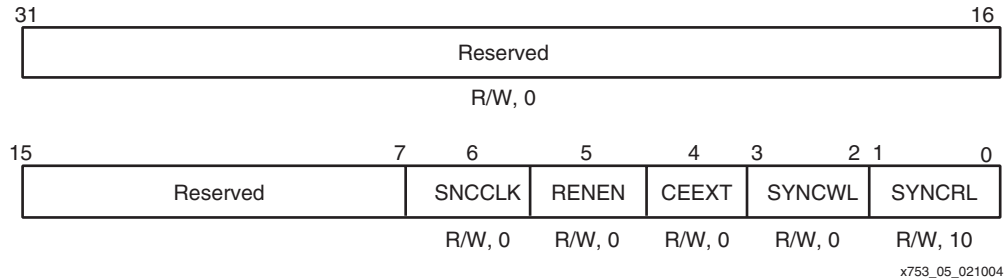 31 16
Reserved
R/W, 0
15 7 6 5 4 3 2 1 0
Reserved SNCCLK RENEN CEEXT SYNCWL SYNCRL
R/W, 0 R/W, 0 R/W, 0 R/W, 0 R/W, 10
x753_05_021004